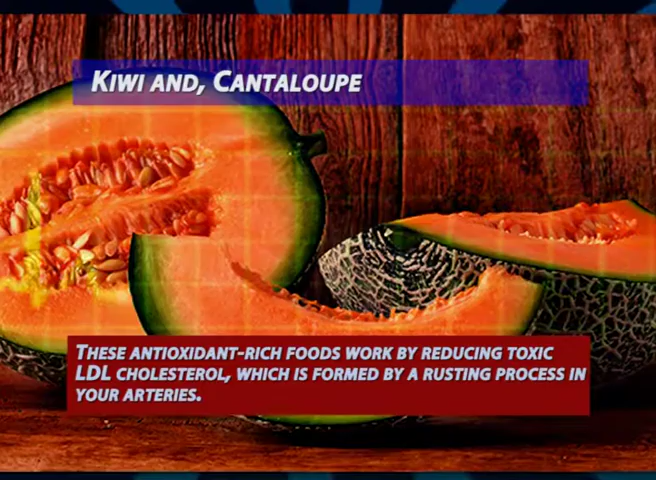 Kiwi and, Cantaloupe
These antioxidant-rich foods work by reducing toxic
LDL cholesterol, which is formed by a rusting process in
your arteries.